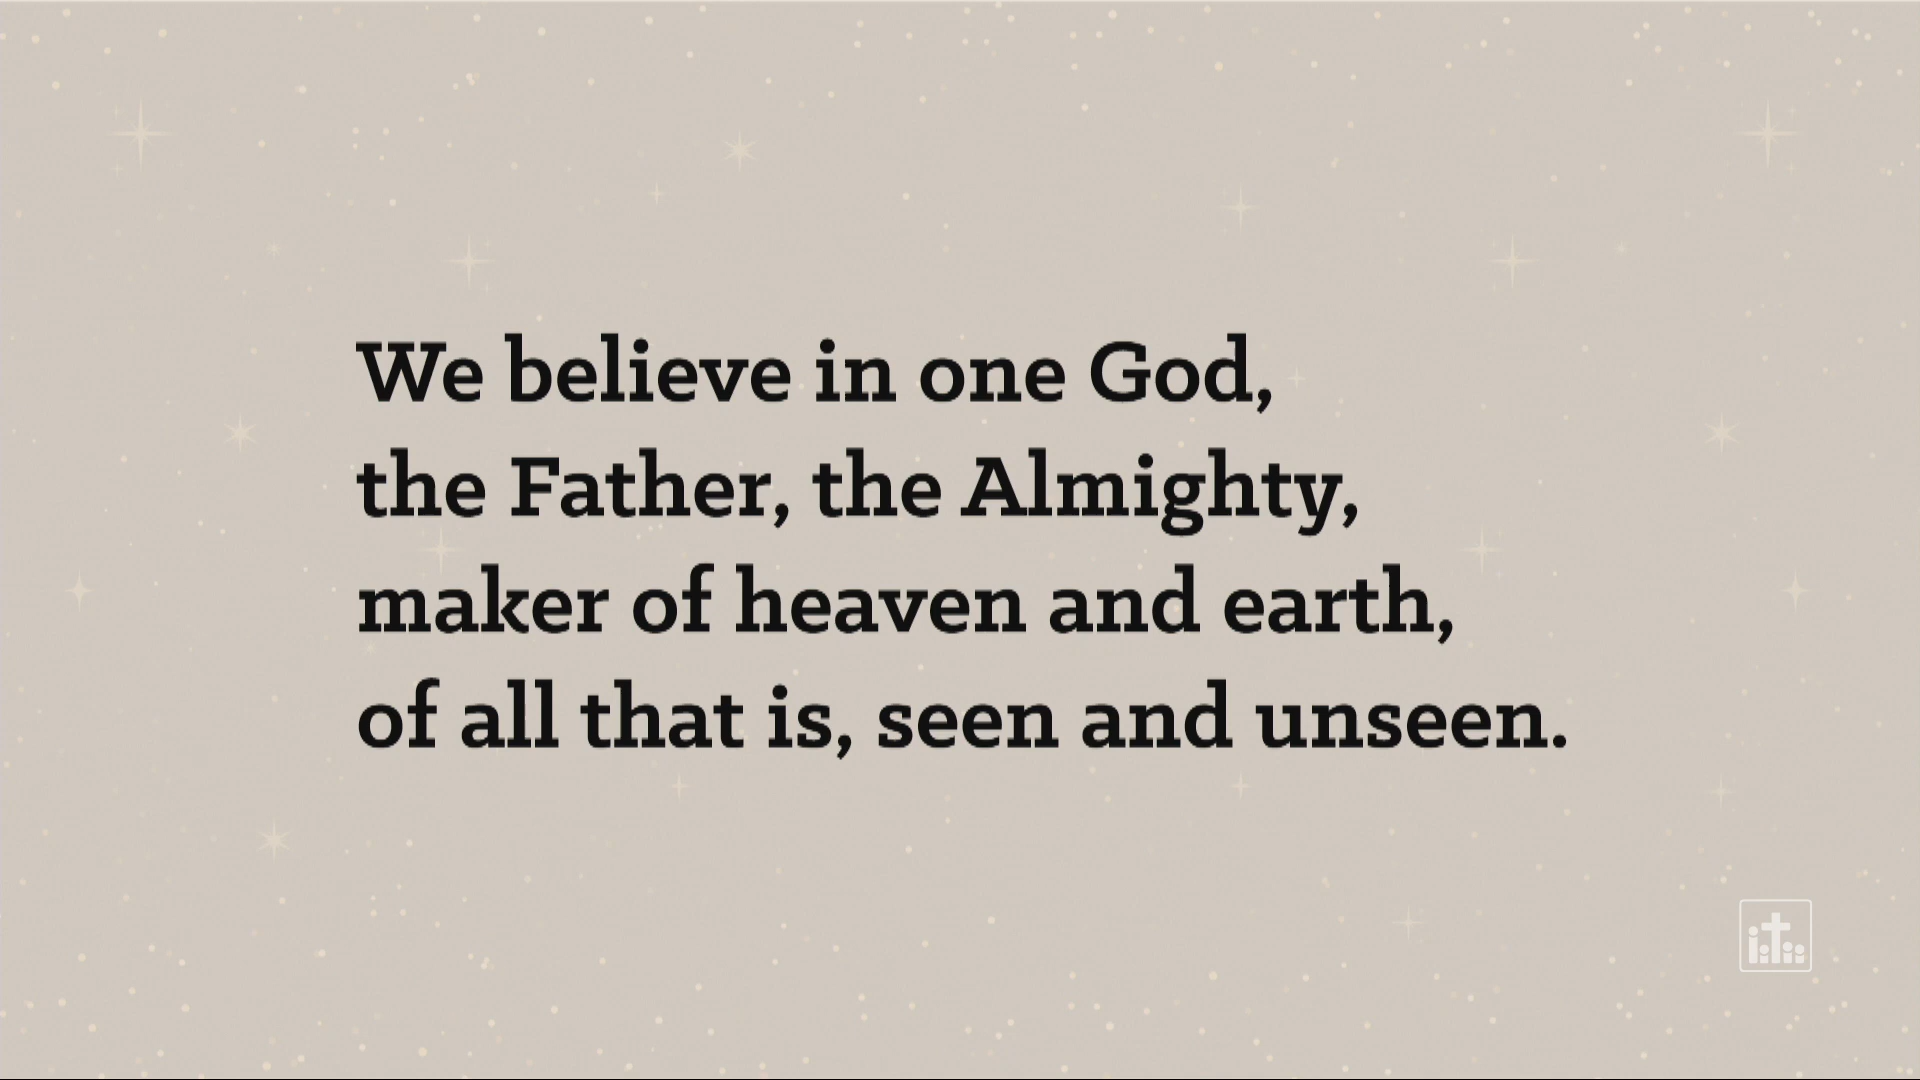 We believe in one God,
the Father, the Almighty,
maker of heaven and earth,
of all that is, seen and unseen.